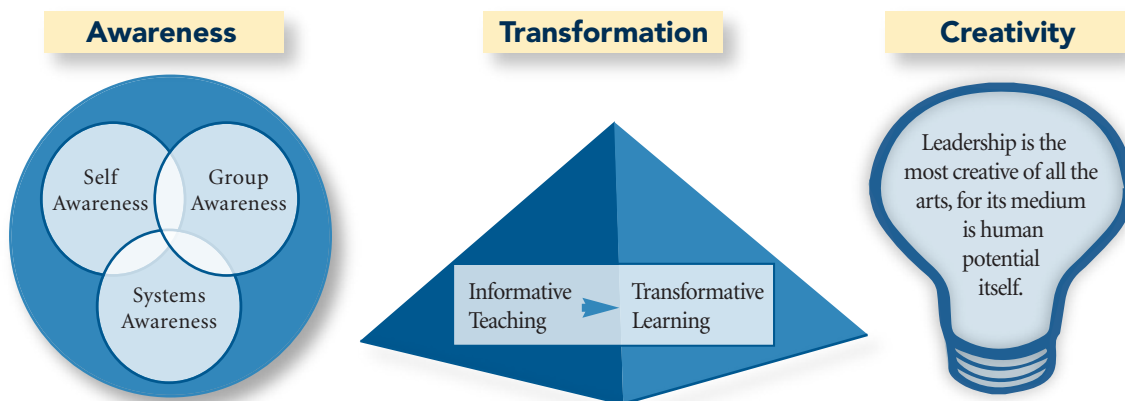 Awareness
Self
Awareness
Group
Awareness
Systems
Awareness
Transformation
Informative
Teaching
Transformative
Learning
Creativity
Leadership is the
most creative of all the
arts, for its medium
is human
potential
itself.